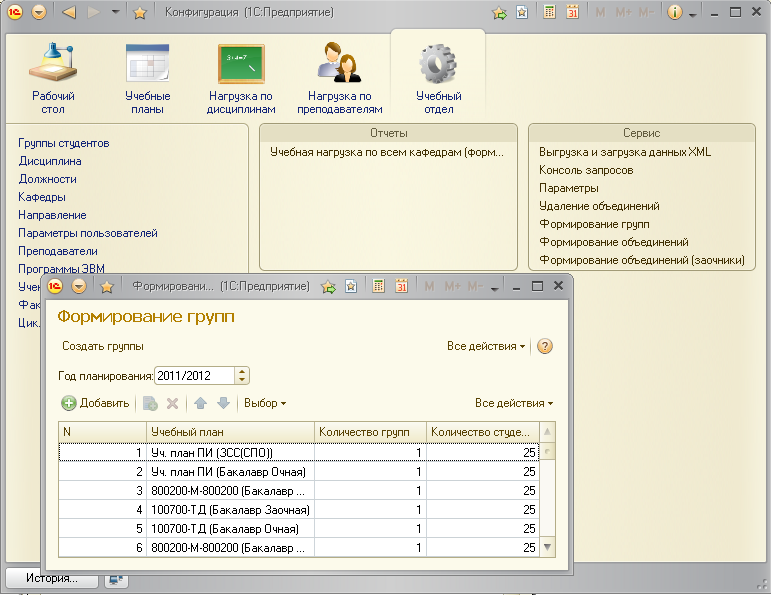 Конфигурация (1С:Предприятие)
M M+ M-
Рабочий
стол
Учебные
планы
Нагрузка по
дисциплинам
Нагрузка по
преподавателям
Учебный
отдел
Группы студентов
Дисциплина
Должности
Кафедры
Направление
Параметры пользователей
Преподаватели
Программы ЭВМ
Учен
Фак
Цик
Отчеты
Учебная нагрузка по всем кафедрам (форм...
Сервис
Выгрузка и загрузка данных XML
Консоль запросов
Параметры
Удаление объединений
Формирование групп
Формирование объединений
Формирование объединений (заочники)
Формировани... (1С:Предприятие)
31
M M+ M-
Формирование групп
Создать группы
Все действия
Год планирования: 2011/2012
Добавить
Выбор
Все действия
N Учебный план Количество групп Количество студе...
1 Уч. план ПИ (ЗСС(СПО)) 1 25
2 Уч. план ПИ (Бакалавр Очная) 1 25
3 800200-М-800200 (Бакалавр ... 1 25
4 100700-ТД (Бакалавр Заочная) 1 25
5 100700-ТД (Бакалавр Очная) 1 25
6 800200-М-800200 (Бакалавр ... 1 25
История...